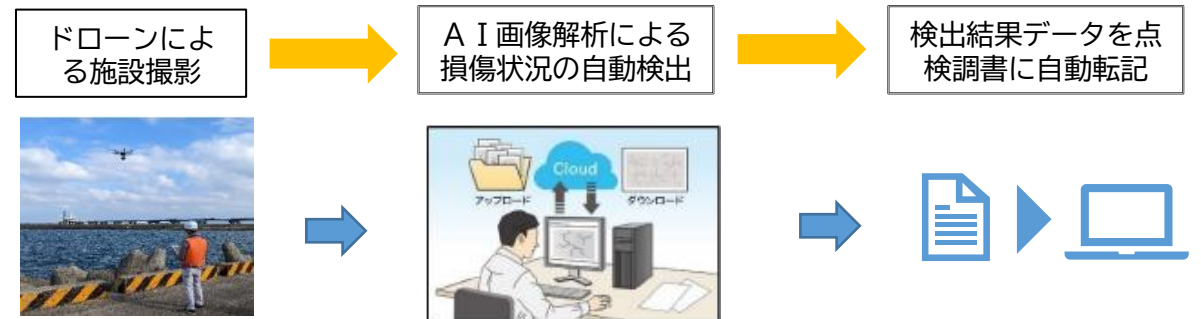 ドローンによ
る施設撮影
ＡＩ画像解析による
損傷状況の自動検出
検出結果データを点
検調書に自動転記
Cloud
アップロード
ダウンロード